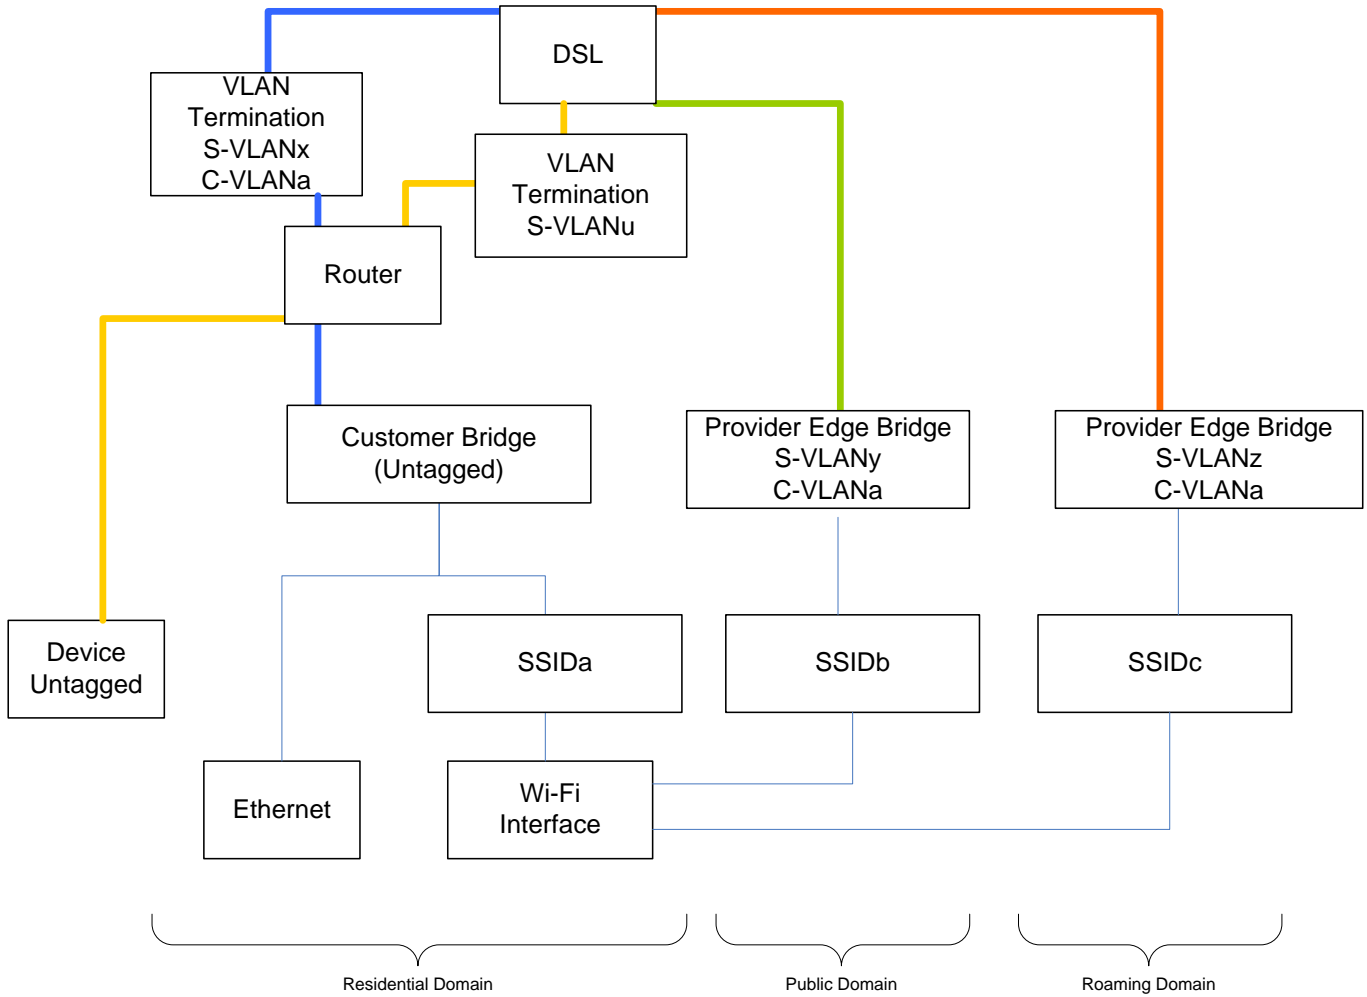 DSL
VLAN
Termination
S-VLANx
C-VLANa
VLAN
Termination
S-VLANu
Router
Customer Bridge
(Untagged)
Provider Edge Bridge
S-VLANy
C-VLANa
Provider Edge Bridge
S-VLANz
C-VLANa
Device
Untagged
SSIDa
SSIDb
SSIDc
Ethernet
Wi-Fi
Interface
Residential Domain
Public Domain
Roaming Domain